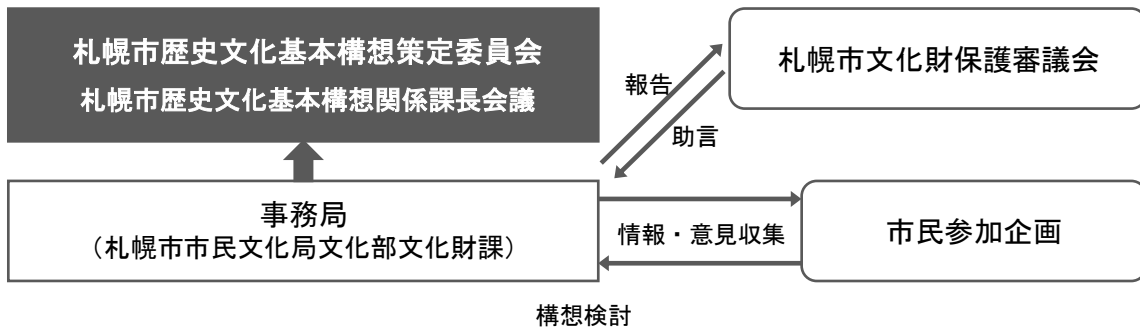 札幌市歴史文化基本構想策定委員会
札幌市歴史文化基本構想関係課長会議
札幌市文化財保護審議会
報告
助言
事務局
（札幌市市民文化局文化部文化財課）
情報・意見収集
市民参加企画
構想検討